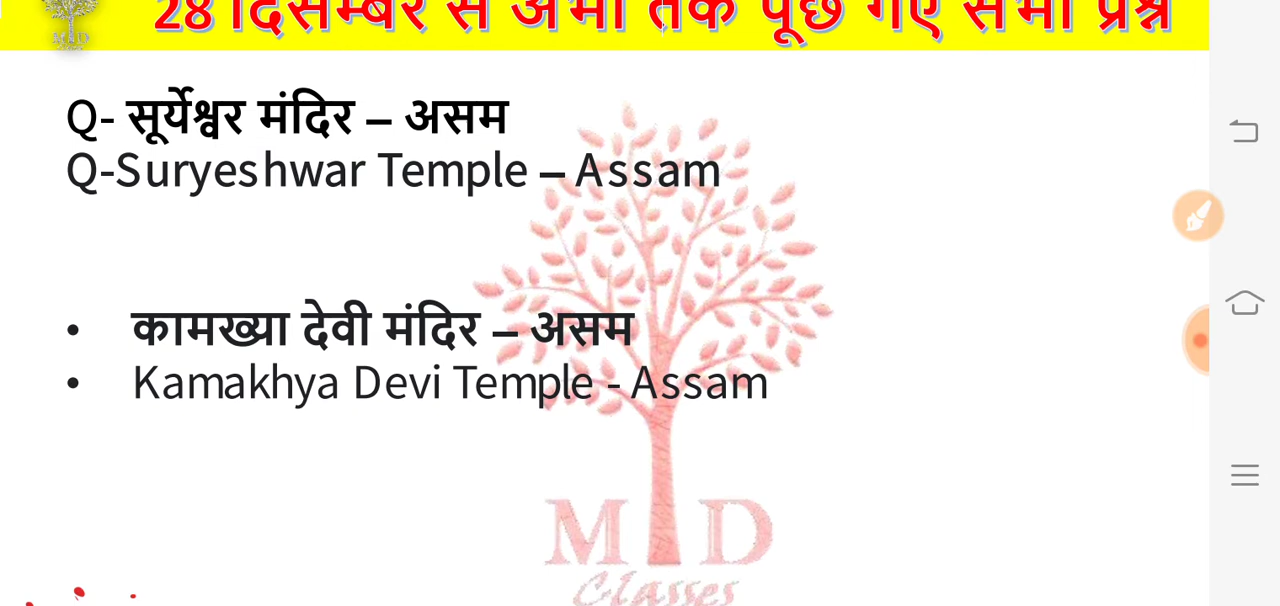 28 दिसम्बर से अभी तक पूछे गए सभी प्रश्न
Q- सूर्येश्वर मंदिर – असम
Q-Suryeshwar Temple – Assam
• कामख्या देवी मंदिर – असम
• Kamakhya Devi Temple - Assam
M D
Classes